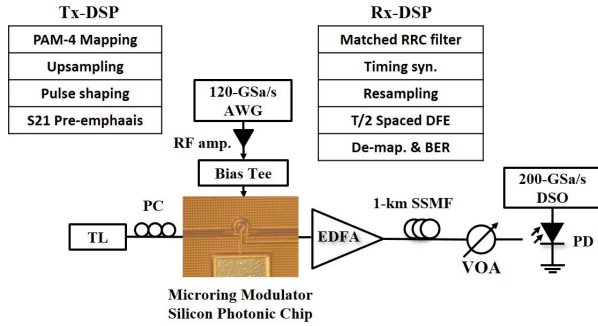 Tx-DSP
PAM-4 Mapping
Upsampling
Pulse shaping
S21 Pre-emphaais
Rx-DSP
Matched RRC filter
Timing syn.
Resampling
T/2 Spaced DFE
De-map. & BER
120-GSa/s
AWG
RF amp.
Bias Tee
200-GSa/s
DSO
PC
1-km SSMF
TL
EDFA
VOA
PD
Microring Modulator
Silicon Photonic Chip